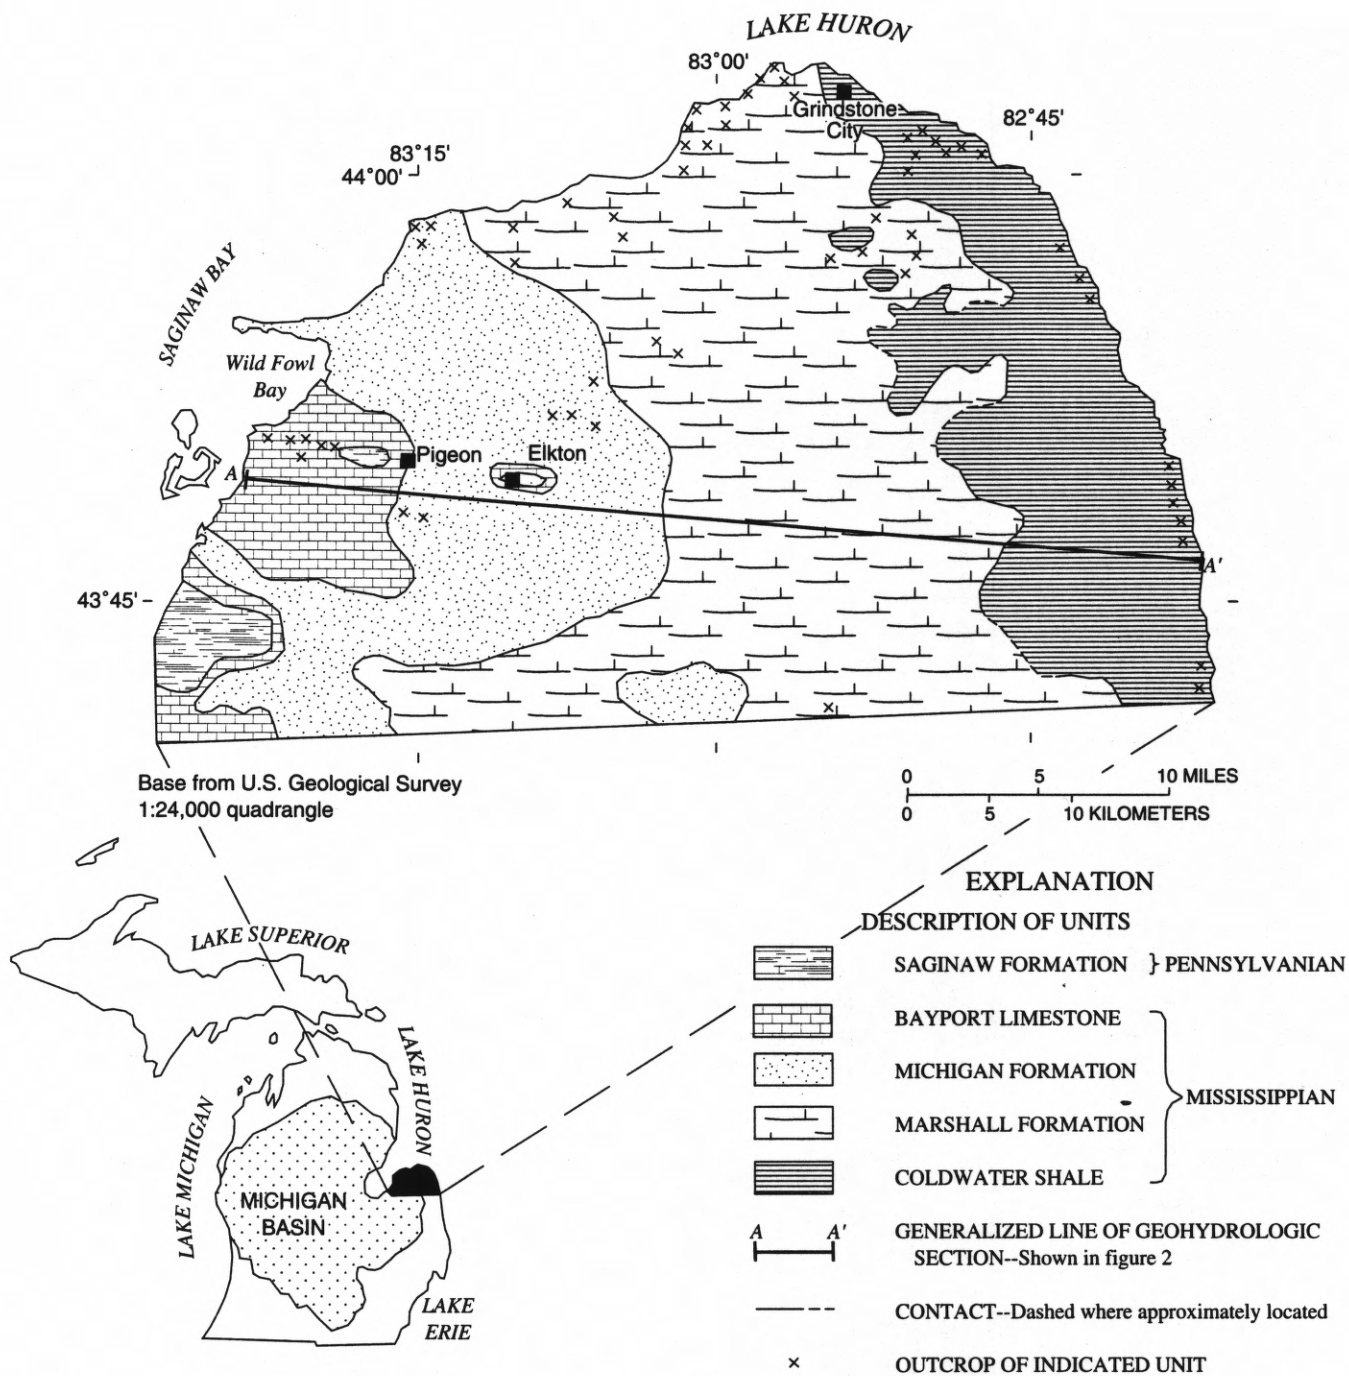 LAKE HURON
83°00'
Grindstone
City
82°45'
83°15'
44°00'
SAGINAW BAY
Wild Fowl
Bay
Pigeon
Elkton
A
A'
43°45'
Base from U.S. Geological Survey
1:24,000 quadrangle
0 5 10 MILES
0 5 10 KILOMETERS
LAKE SUPERIOR
LAKE HURON
LAKE MICHIGAN
MICHIGAN
BASIN
LAKE
ERIE
EXPLANATION
DESCRIPTION OF UNITS
SAGINAW FORMATION } PENNSYLVANIAN
BAYPORT LIMESTONE
MICHIGAN FORMATION
MISSISSIPPIAN
MARSHALL FORMATION
COLDWATER SHALE
A A' GENERALIZED LINE OF GEOHYDROLOGIC
SECTION--Shown in figure 2
CONTACT--Dashed where approximately located
x OUTCROP OF INDICATED UNIT